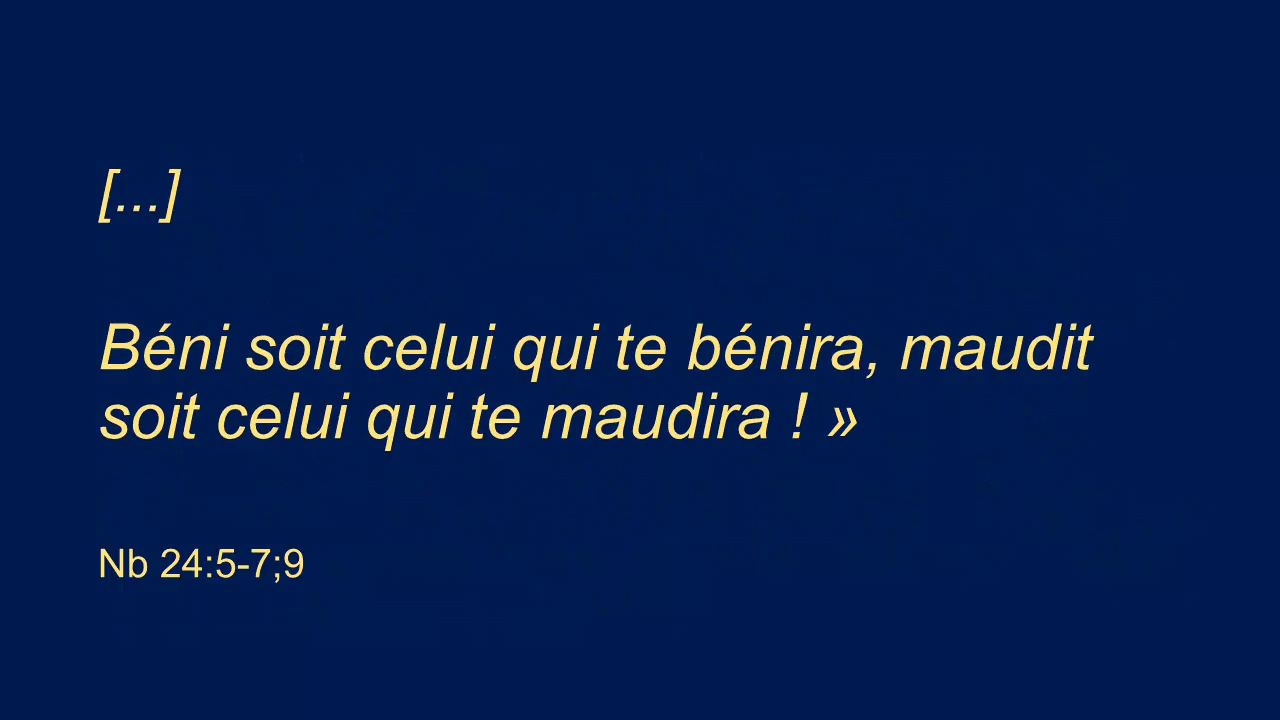 [...]
Béni soit celui qui te bénira, maudit
soit celui qui te maudira ! »
Nb 24:5-7;9